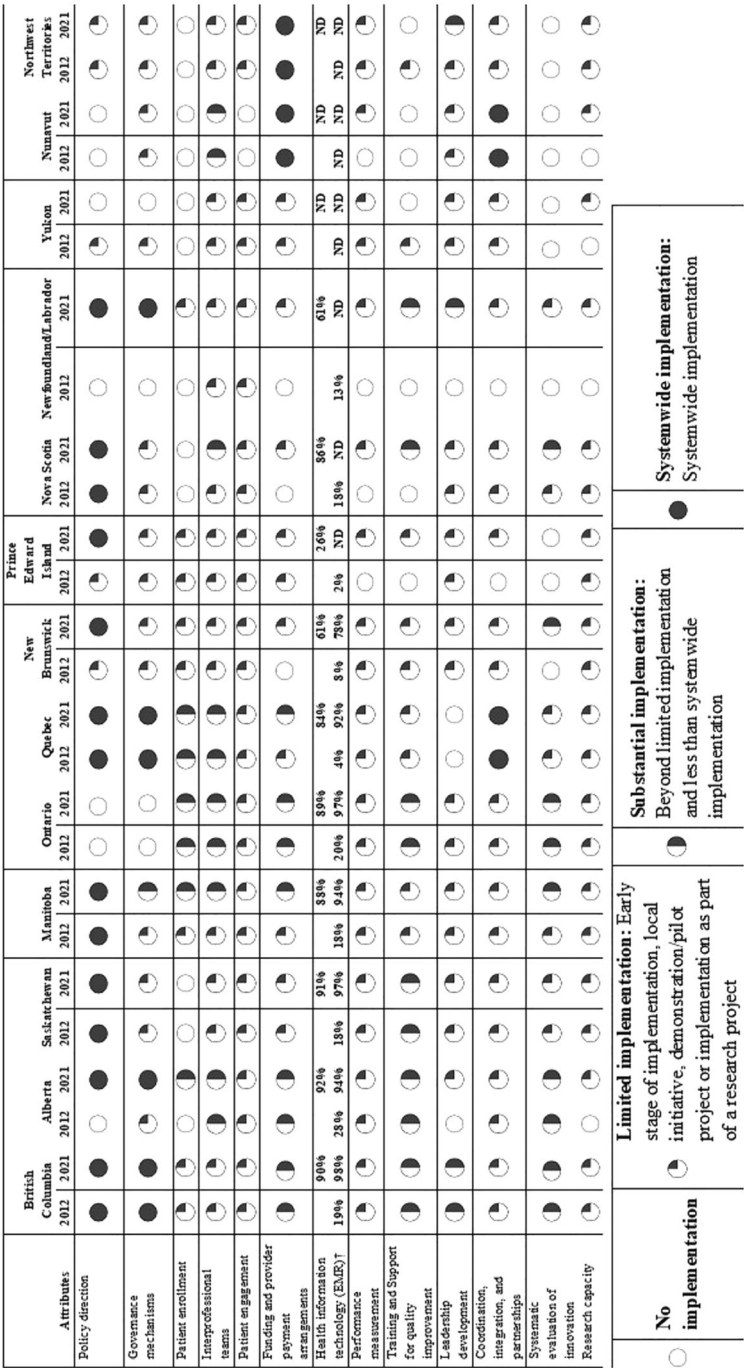 Attributes British Columbia Alberta Saskatchewan Manitoba Ontario Quebec New Brunswick Prince Edward Island Nova Scotia Newfoundland/Labrador Yukon Nunavut Northwest Territories
2012 2021 2012 2021 2012 2021 2012 2021 2012 2021 2012 2021 2012 2021 2012 2021 2012 2021 2012 2021 2012 2021 2012 2021 2012 2021
Policy direction
Governance
mechanisms
Patient enrollment
Interprofessional
teams
Patient engagement
Funding and provider
payment
arrangements
Health information 90% 92% 91% 88% 89% 84% 61% 26% 86% 61% ND ND ND
technology (EMR)† 19% 98% 28% 94% 18% 97% 18% 94% 20% 97% 4% 92% 8% 78% 2% ND 18% ND 13% ND ND ND ND ND ND ND
Performance
measurement
Training and Support
for quality
improvement
Leadership
development
Coordination,
integration, and
partnerships
Systematic
evaluation of
innovation
Research capacity
No
implementation
Limited implementation: Early
stage of implementation, local
initiative, demonstration/pilot
project or implementation as part
of a research project
Substantial implementation:
Beyond limited implementation
and less than system wide
implementation
System wide implementation:
System wide implementation